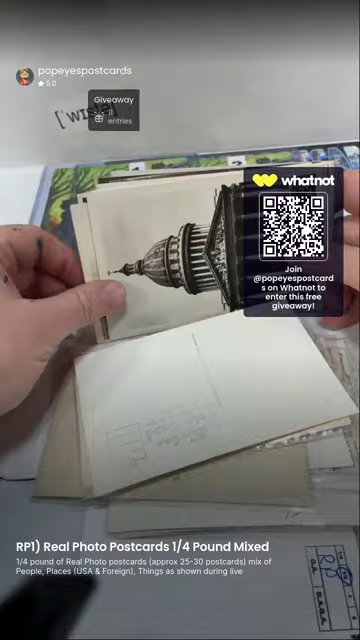 popeyespostcards
★ 5.0
Giveaway
entries
whatnot
Join
@popeyespostcard
s on Whatnot to
enter this free
giveaway!
RP1) Real Photo Postcards 1/4 Pound Mixed
1/4 pound of Real Photo postcards (approx 25-30 postcards) mix of
People, Places (USA & Foreign), Things as shown during live